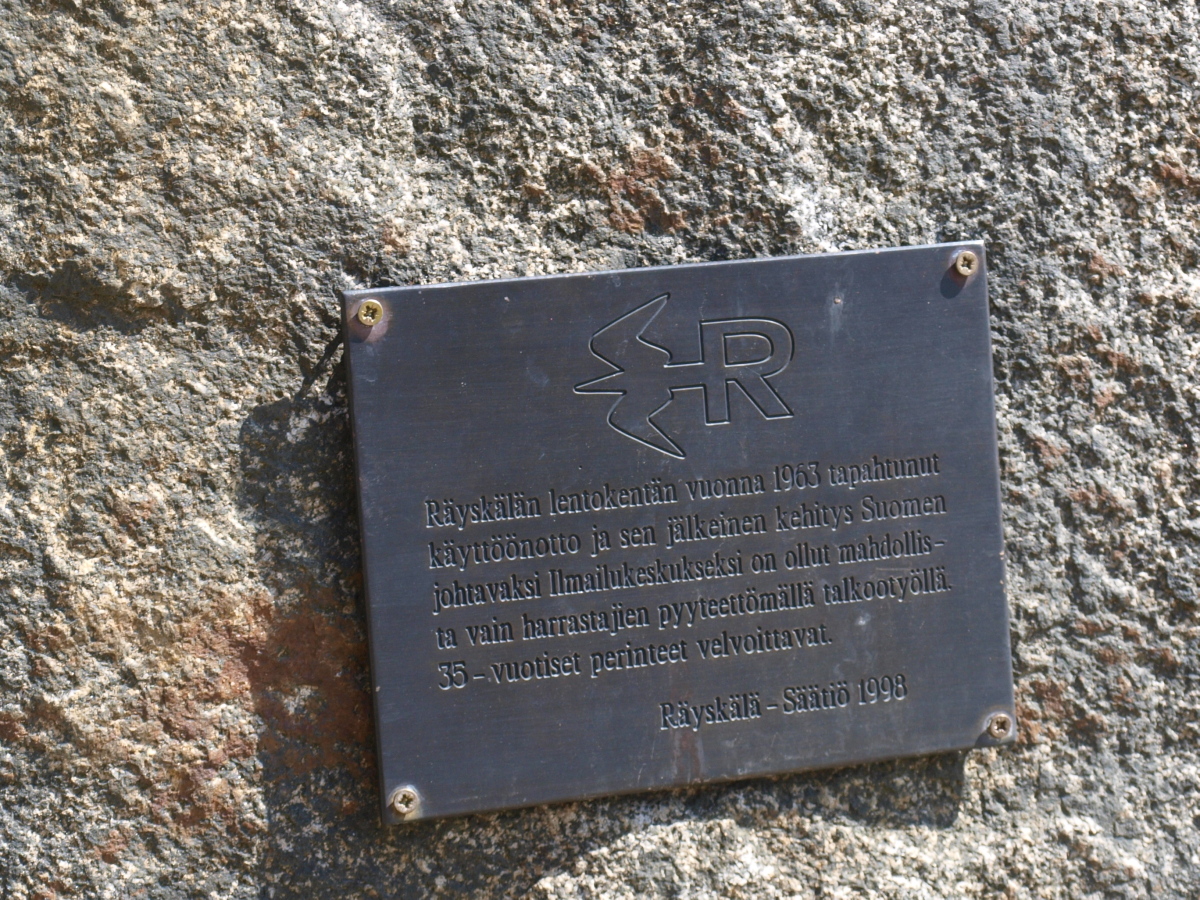 R
Räyskälän lentokentän vuonna 1963 tapahtunut
käyttöönotto ja sen jälkeinen kehitys Suomen
johtavaksi Ilmailukeskukseksi on ollut mahdollis-
ta vain harrastajien pyyteettömällä talkootyöllä.
35-vuotiset perinteet velvoittavat.
Räyskälä-Säätiö 1998